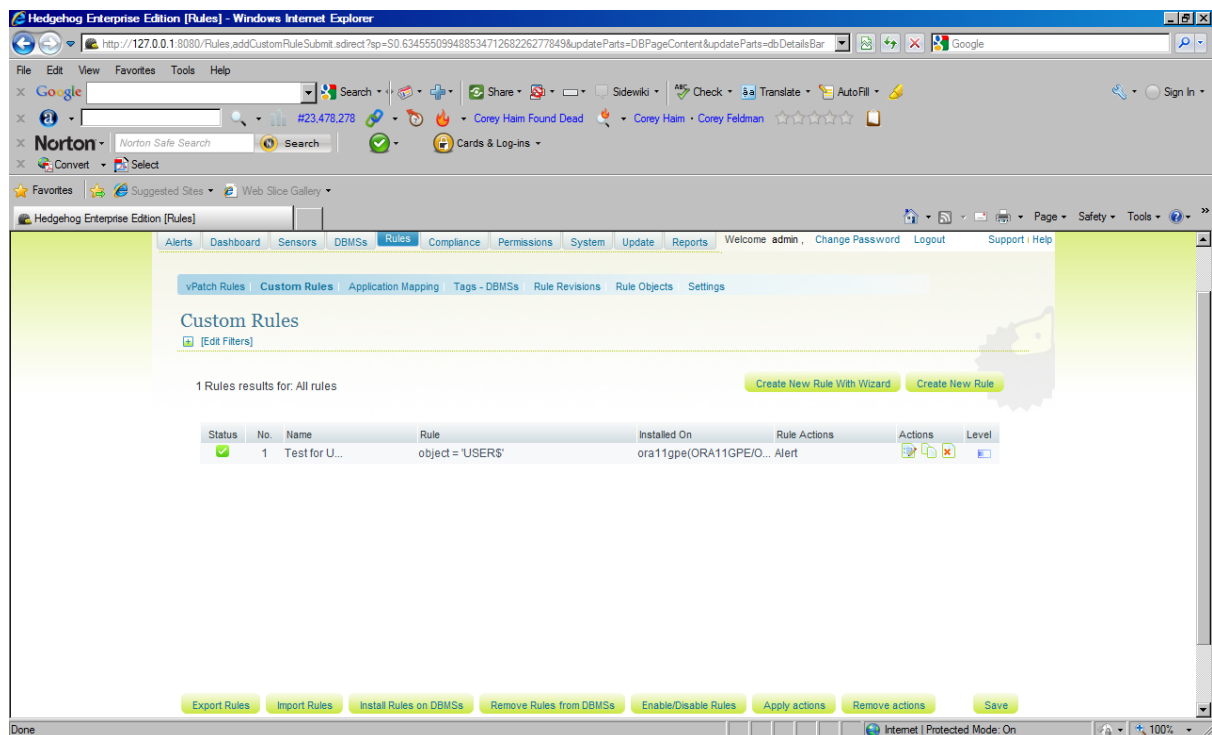 Hedgehog Enterprise Edition [Rules] - Windows Internet Explorer
http://127.0.0.1:8080/Rules,addCustomRuleSubmit.sdirect?sp=S0.6345550994885347126822627784​9&updateParts=DBPageContent&updateParts=dbDetailsBar Google
File Edit View Favorites Tools Help
x Google Search Share Sidewiki ABC Check aa Translate AutoFill Sign In
x a #23,478,278 Corey Haim Found Dead Corey Haim · Corey Feldman
x Norton Norton Safe Search Search Cards & Log-ins
x Convert Select
Favorites Suggested Sites Web Slice Gallery
Hedgehog Enterprise Edition [Rules] Page Safety Tools »
Alerts Dashboard Sensors DBMSs Rules Compliance Permissions System Update Reports Welcome admin , Change Password Logout Support | Help
vPatch Rules | Custom Rules | Application Mapping | Tags - DBMSs | Rule Revisions | Rule Objects | Settings
Custom Rules
[Edit Filters]
1 Rules results for: All rules Create New Rule With Wizard Create New Rule
Status No. Name Rule Installed On Rule Actions Actions Level
1 Test for U... object = 'USER$' ora11gpe(ORA11GPE/O... Alert
Export Rules Import Rules Install Rules on DBMSs Remove Rules from DBMSs Enable/Disable Rules Apply actions Remove actions Save
Done Internet | Protected Mode: On 100%